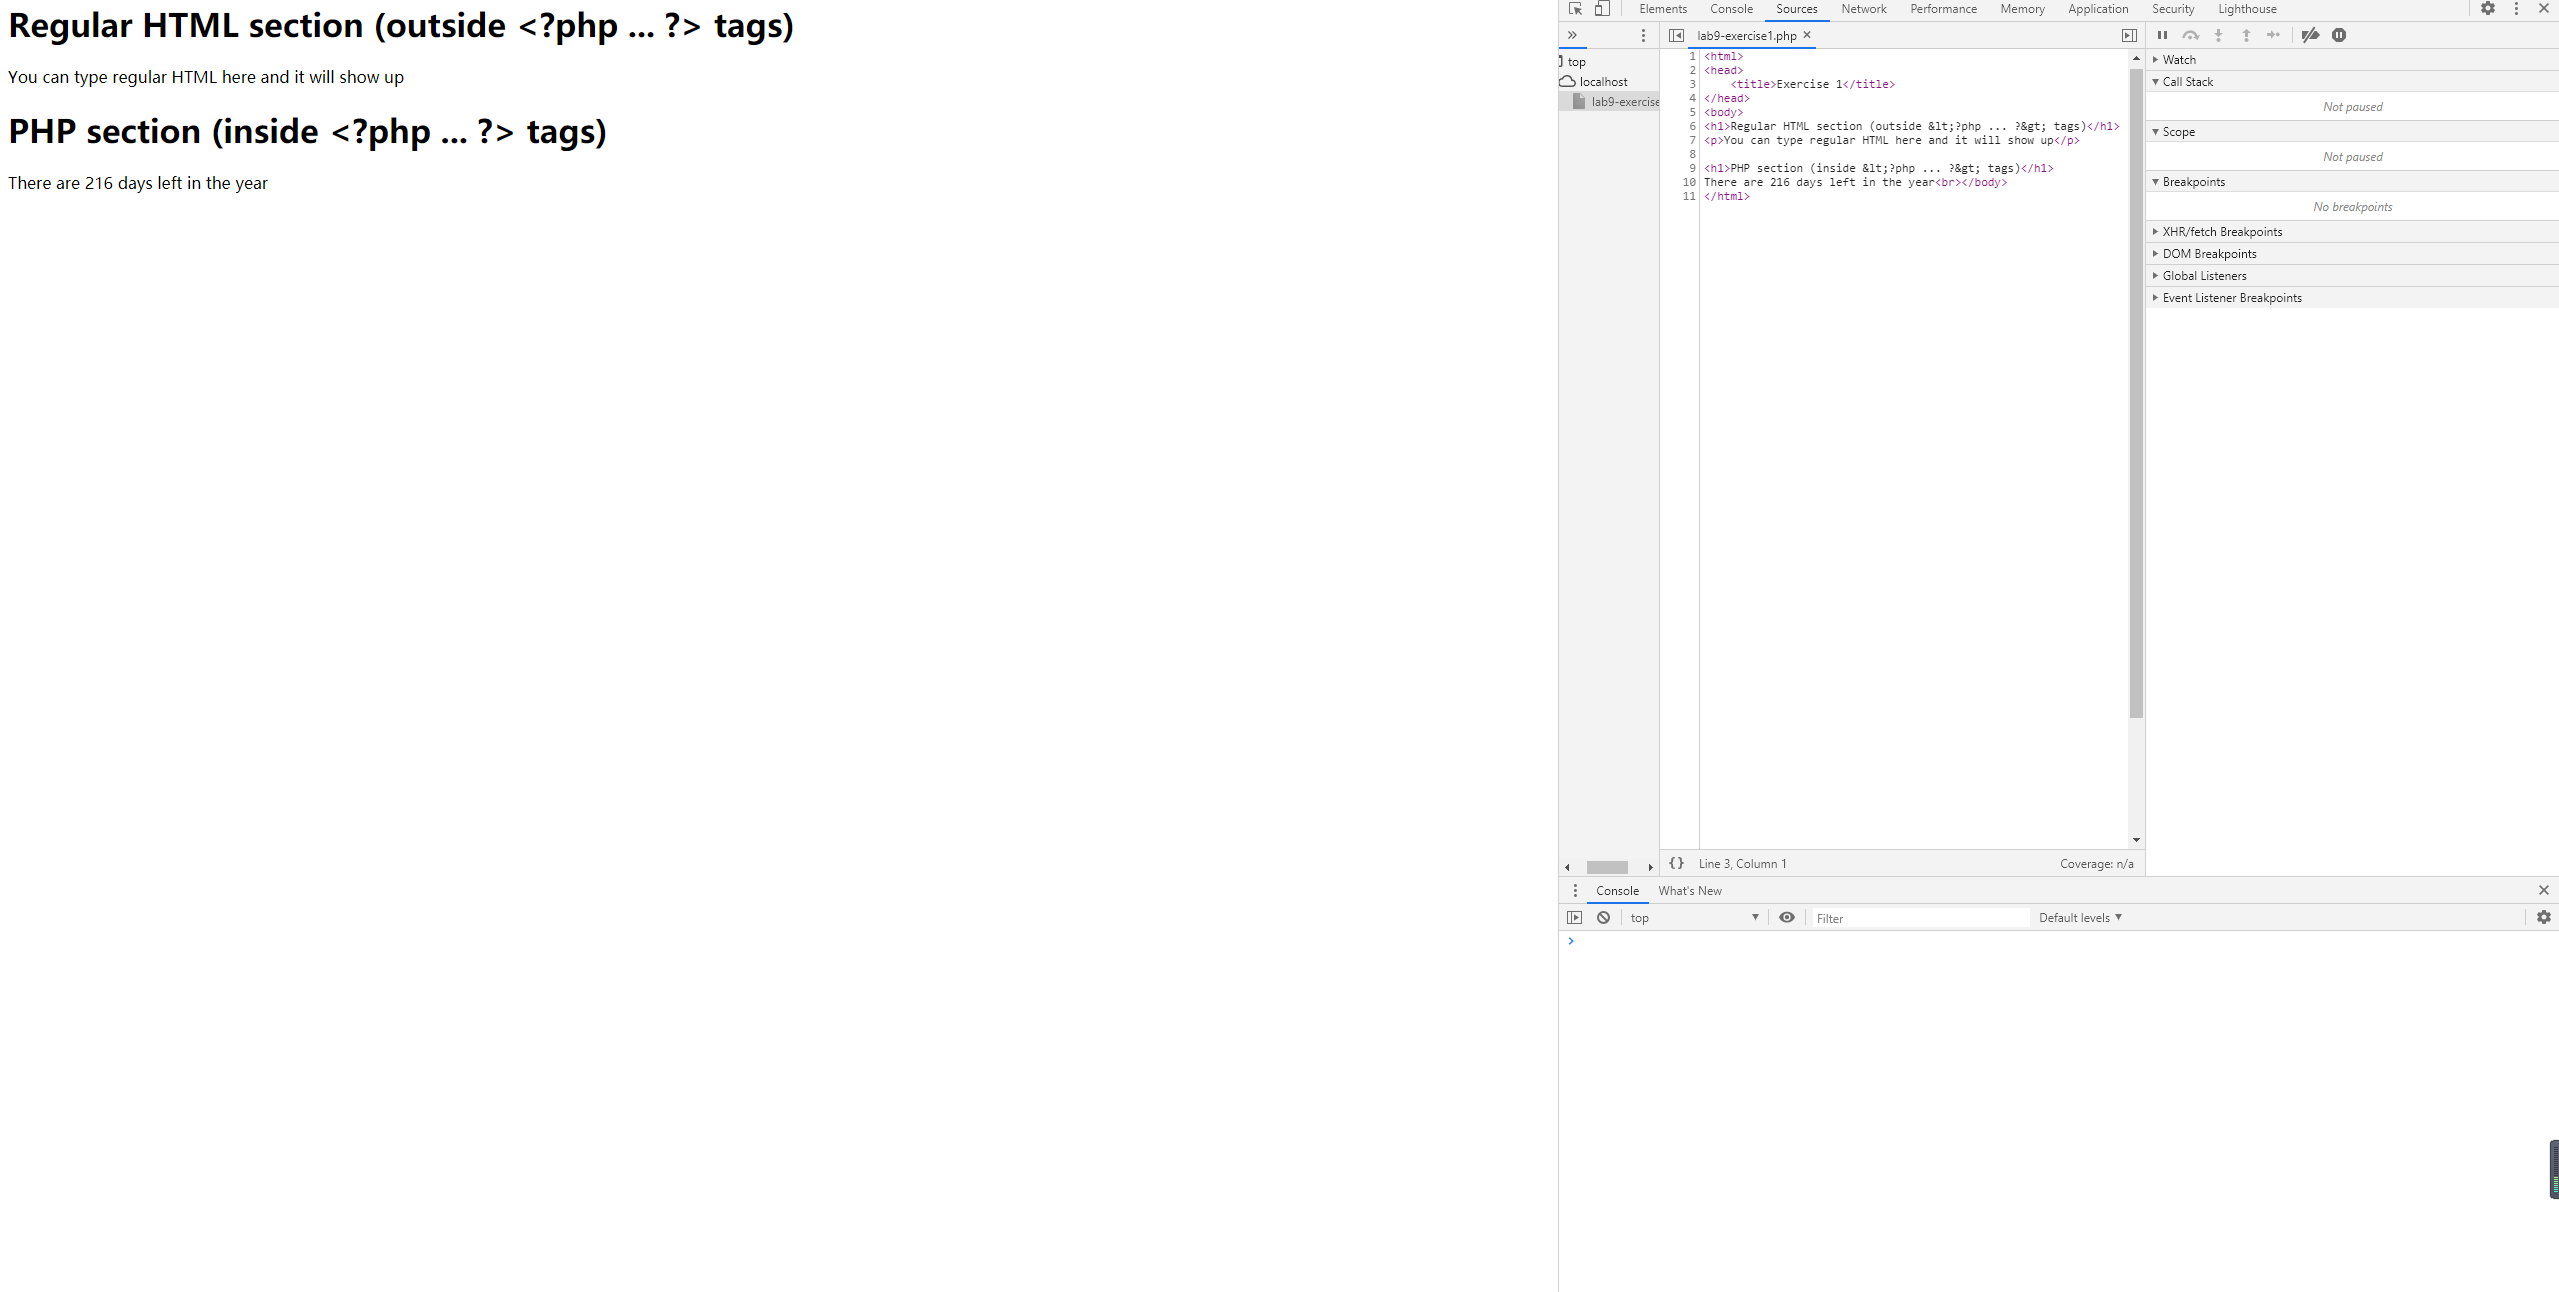 Regular HTML section (outside <?php ... ?> tags)
You can type regular HTML here and it will show up
PHP section (inside <?php ... ?> tags)
There are 216 days left in the year
Elements Console Sources Network Performance Memory Application Security Lighthouse
lab9-exercise1.php
top
localhost
lab9-exercise
1 <html>
2 <head>
3 <title>Exercise 1</title>
4 </head>
5 <body>
6 <h1>Regular HTML section (outside &lt;?php ... ?&gt; tags)</h1>
7 <p>You can type regular HTML here and it will show up</p>
8
9 <h1>PHP section (inside &lt;?php ... ?&gt; tags)</h1>
10 There are 216 days left in the year<br></body>
11 </html>
{} Line 3, Column 1 Coverage: n/a
Watch
Call Stack
Not paused
Scope
Not paused
Breakpoints
No breakpoints
XHR/fetch Breakpoints
DOM Breakpoints
Global Listeners
Event Listener Breakpoints
Console What's New
top Filter Default levels